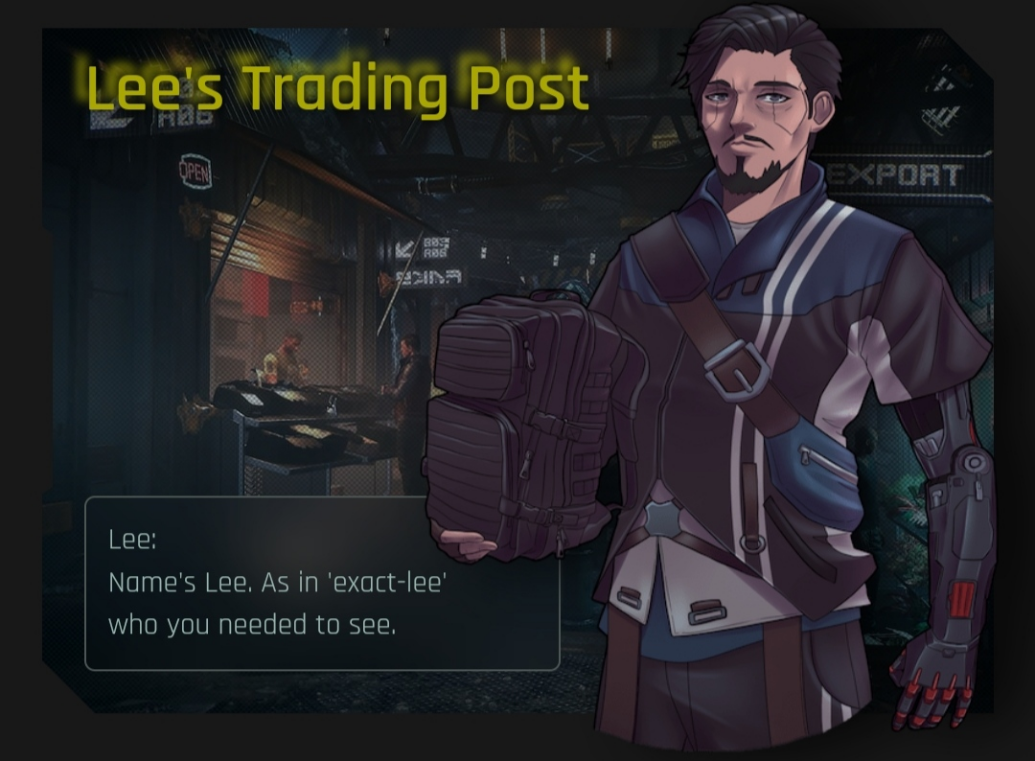 Lee's Trading Post
OPEN
EXPORT
Lee:
Name's Lee. As in 'exact-lee'
who you needed to see.